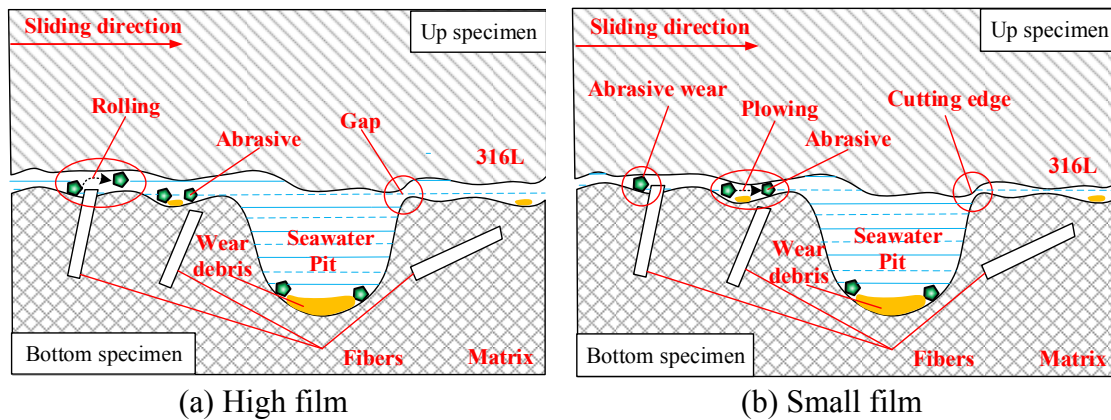 Sliding direction
Up specimen
Rolling
Abrasive
Gap
316L
Wear
debris
Seawater
Pit
Bottom specimen
Fibers
Matrix
(a) High film
Sliding direction
Up specimen
Abrasive wear
Plowing
Cutting edge
Abrasive
316L
Wear
debris
Seawater
Pit
Bottom specimen
Fibers
Matrix
(b) Small film